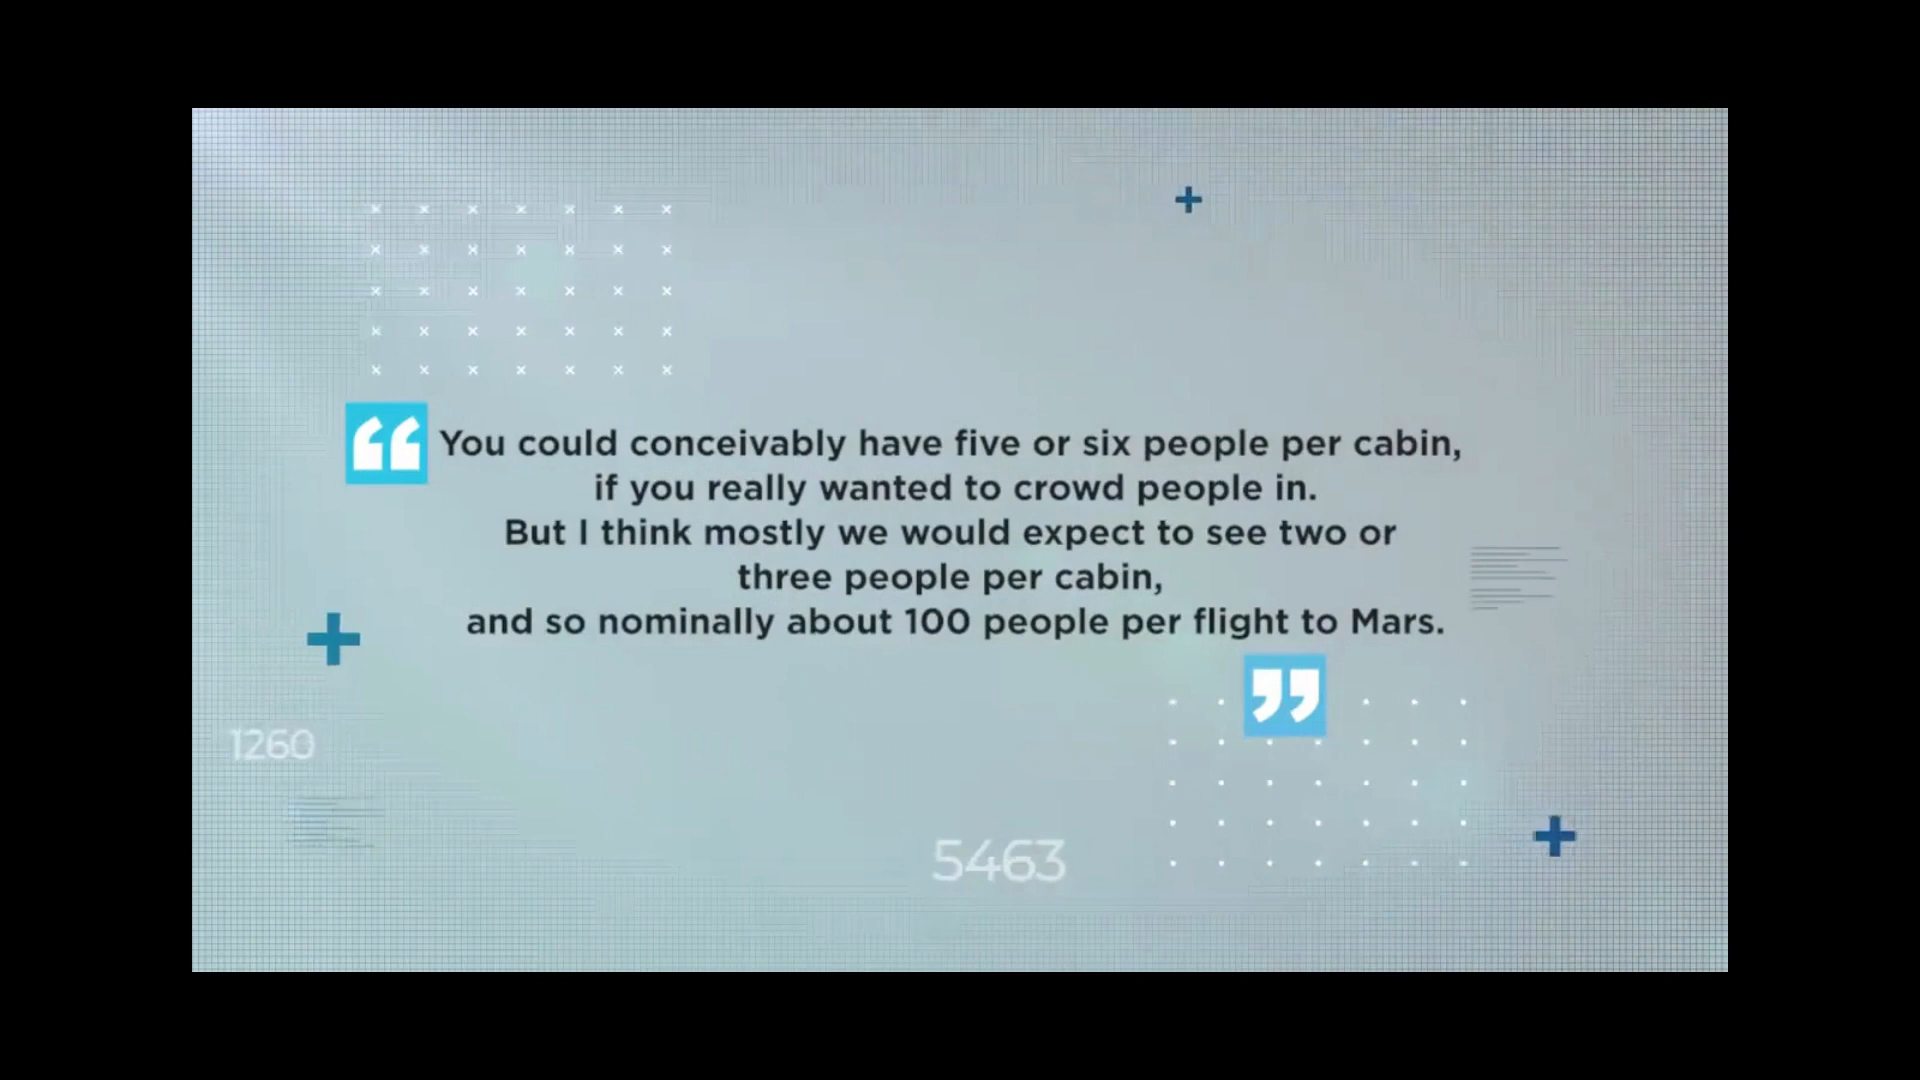 “You could conceivably have five or six people per cabin,
if you really wanted to crowd people in.
But I think mostly we would expect to see two or
three people per cabin,
and so nominally about 100 people per flight to Mars.
”
1260
5463